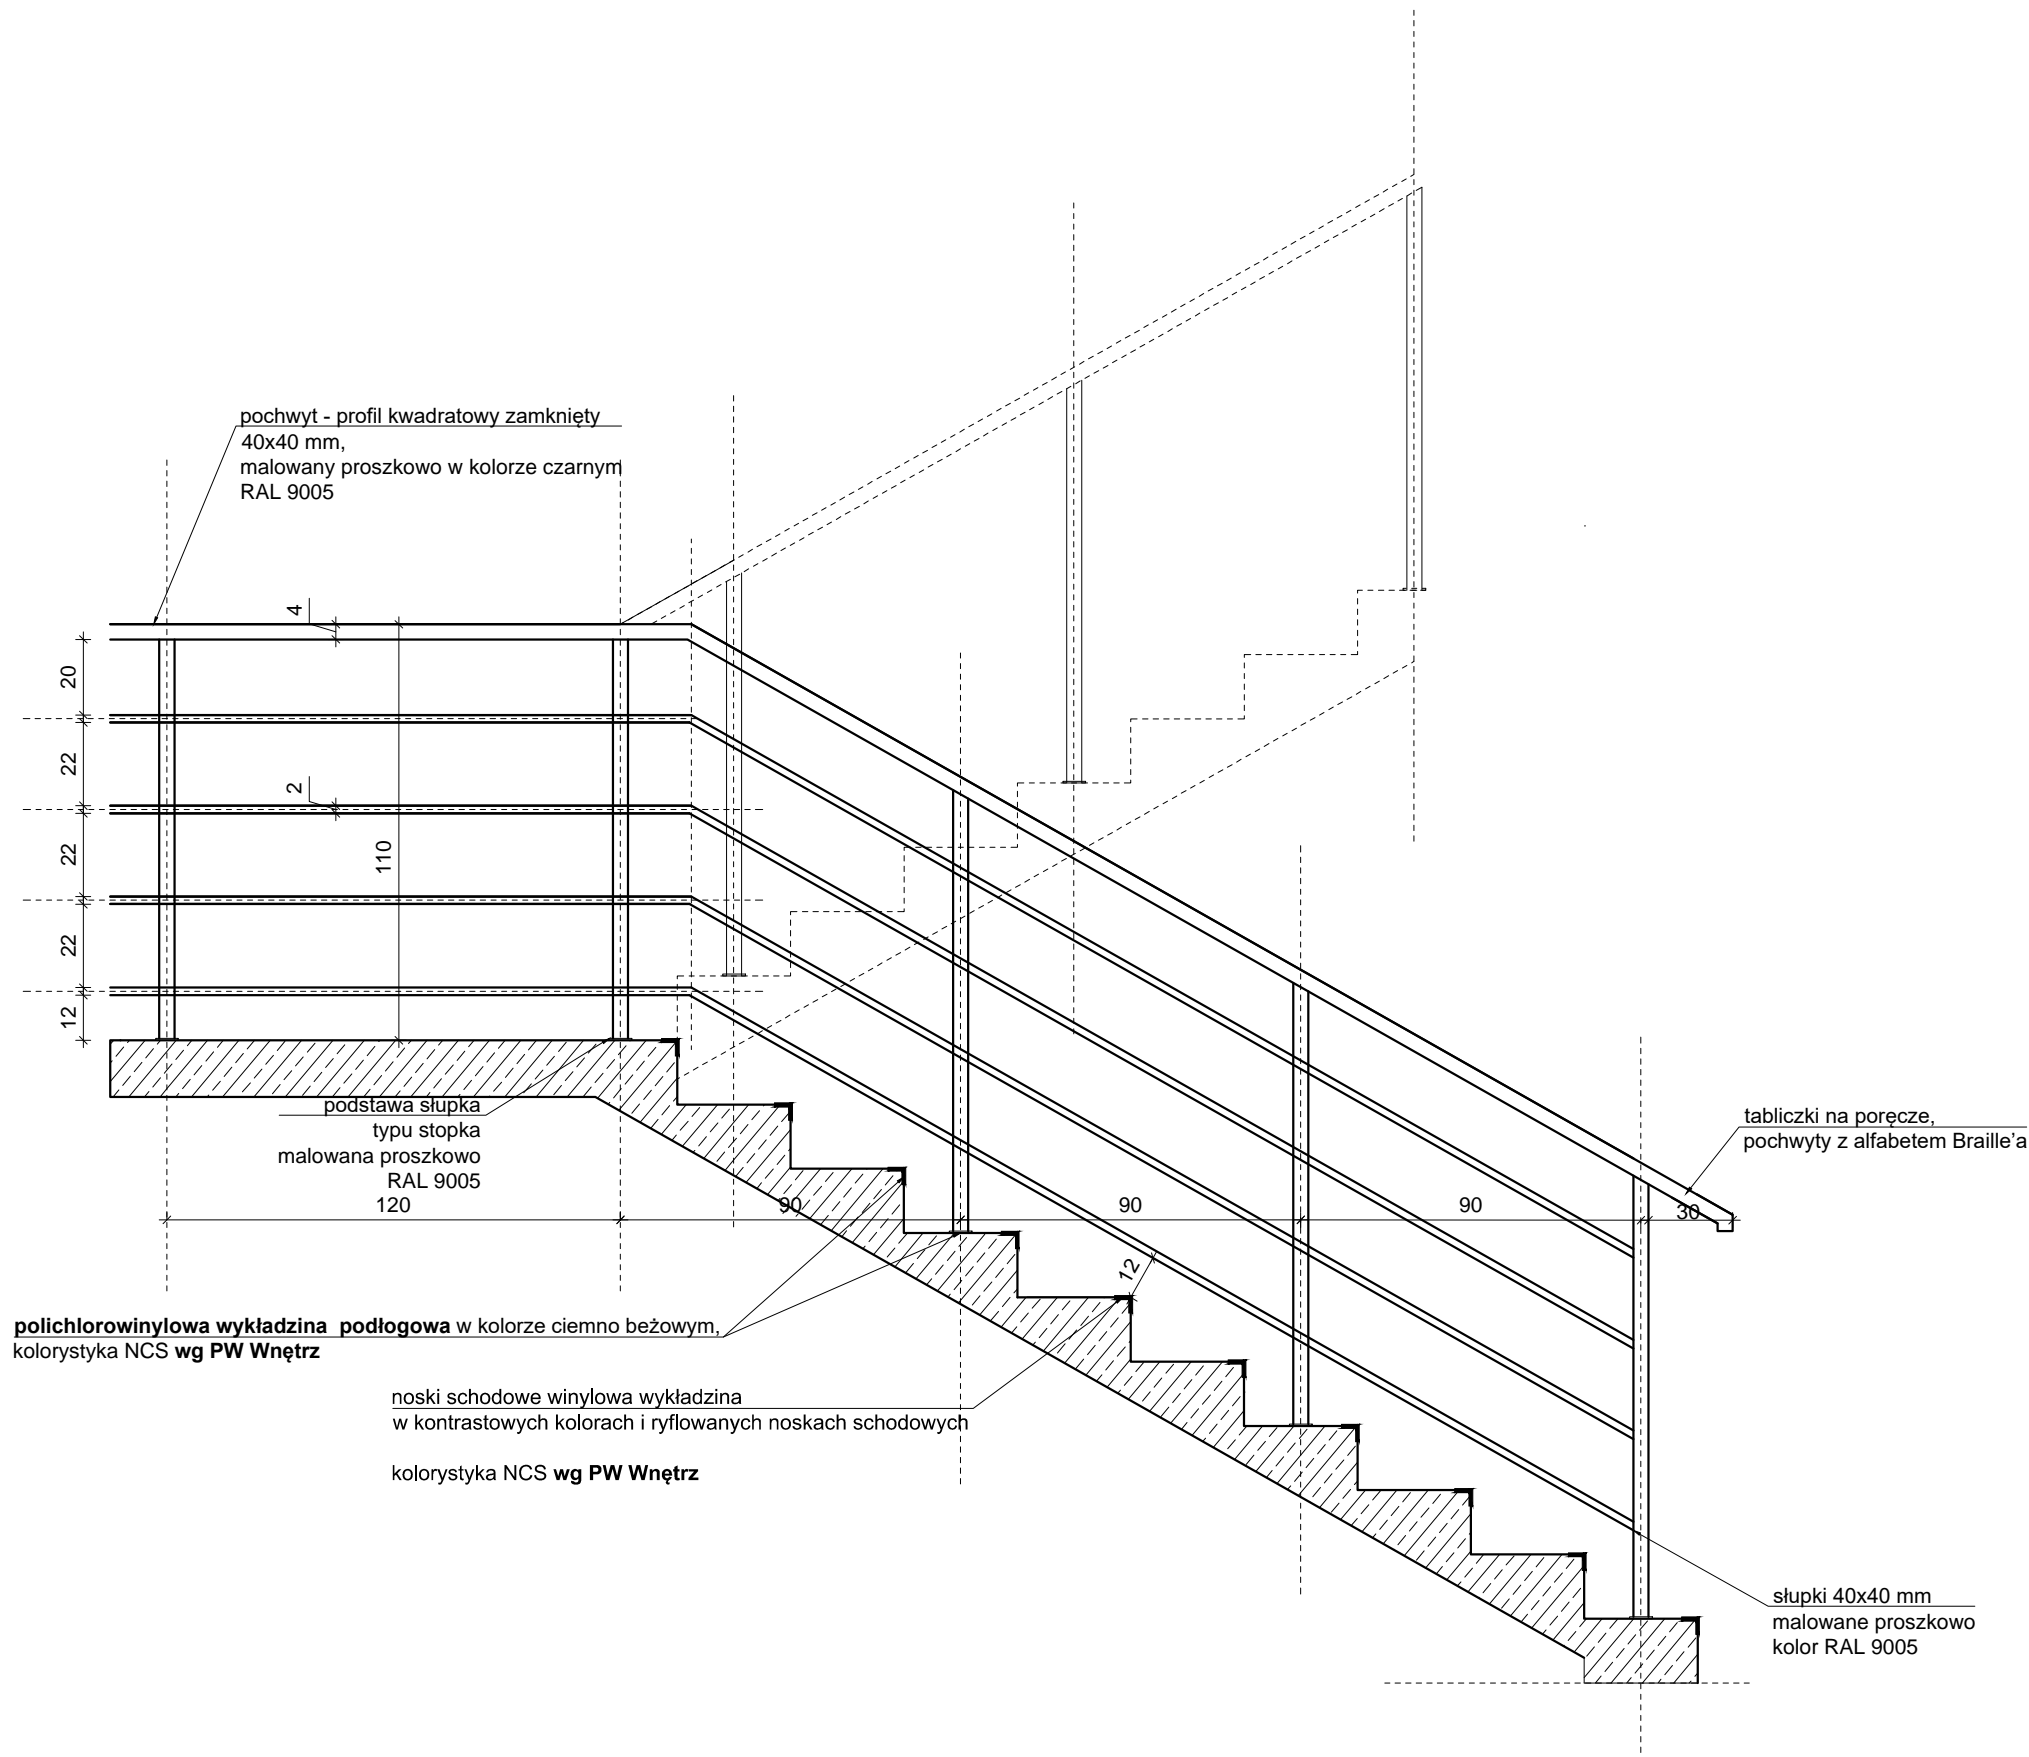 pochwyt - profil kwadratowy zamknięty
40x40 mm,
malowany proszkowo w kolorze czarnym
RAL 9005
4
20
22
2
22
110
22
12
podstawa słupka
typu stopka
malowana proszkowo
RAL 9005
tabliczki na poręcze,
pochwyty z alfabetem Braille'a
120
90
90
90
30
12
polichlorowinylowa wykładzina podłogowa w kolorze ciemno beżowym,
kolorystyka NCS wg PW Wnętrz
noski schodowe winylowa wykładzina
w kontrastowych kolorach i ryflowanych noskach schodowych
kolorystyka NCS wg PW Wnętrz
słupki 40x40 mm
malowane proszkowo
kolor RAL 9005